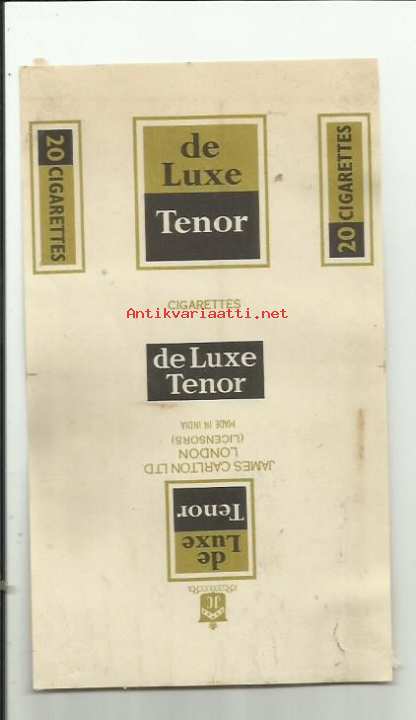 20 CIGARETTES
de
Luxe
Tenor
20 CIGARETTES
CIGARETTES
Antikvariaatti.net
de Luxe
Tenor
MADE IN INDIA
(LICENSORS)
LONDON
JAMES CARLTON LTD
Tenor
de
Luxe
JC